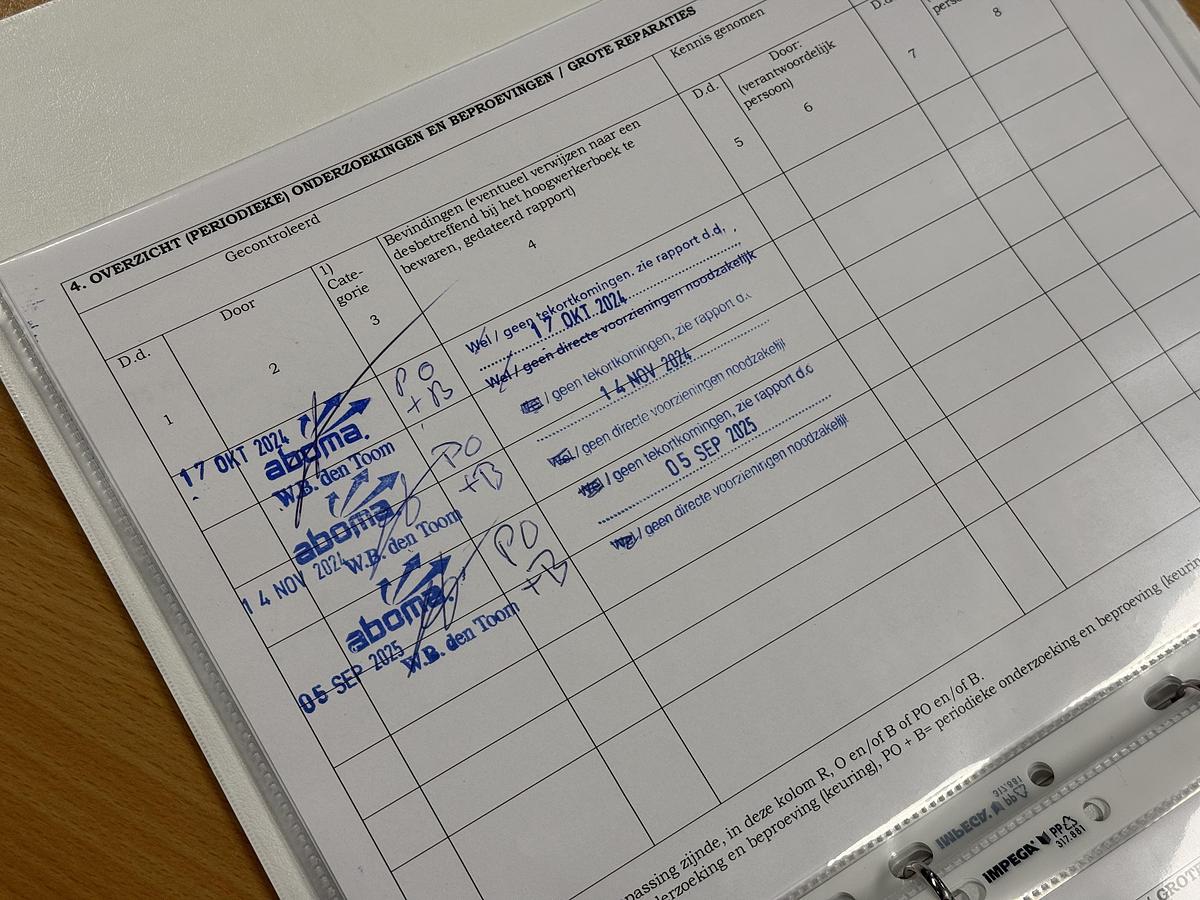 4. OVERZICHT (PERIODIEKE) ONDERZOEKINGEN EN BEPROEVINGEN / GROTE REPARATIES
Gecontroleerd
Kennis genomen
D.d.
Door
1)
Cate-
gorie
Bevindingen (eventueel verwijzen naar een
desbetreffend bij het hoogwerkerboek te
bewaren, gedateerd rapport)
D.d.
Door:
(verantwoordelijk
persoon)
D.d.
1
2
3
4
5
6
7
8
17 OKT 2024
aboma.
W.B. den Toom
PO
+B
Wel / geen tekortkomingen. zie rapport d.d.
17 OKT. 2024
Wel / geen directe voorzieningen noodzakelijk
14 NOV 2024
aboma.
W.B. den Toom
PO
+B
Wel / geen tekortkomingen, zie rapport d..
14 NOV 2024
Wel / geen directe voorzieningen noodzakelijk
05 SEP 2025
aboma.
W.B. den Toom
PO
+B
Wel / geen tekortkomingen, zie rapport d.d
05 SEP 2025
Wel / geen directe voorzieningen noodzakelijk
passing zijnde, in deze kolom R, O en/of B of PO en/of B.
derzoeking en beproeving (keuring), PO + B= periodieke onderzoeking en beproeving (keurin
IMPEGA
PP
317.881